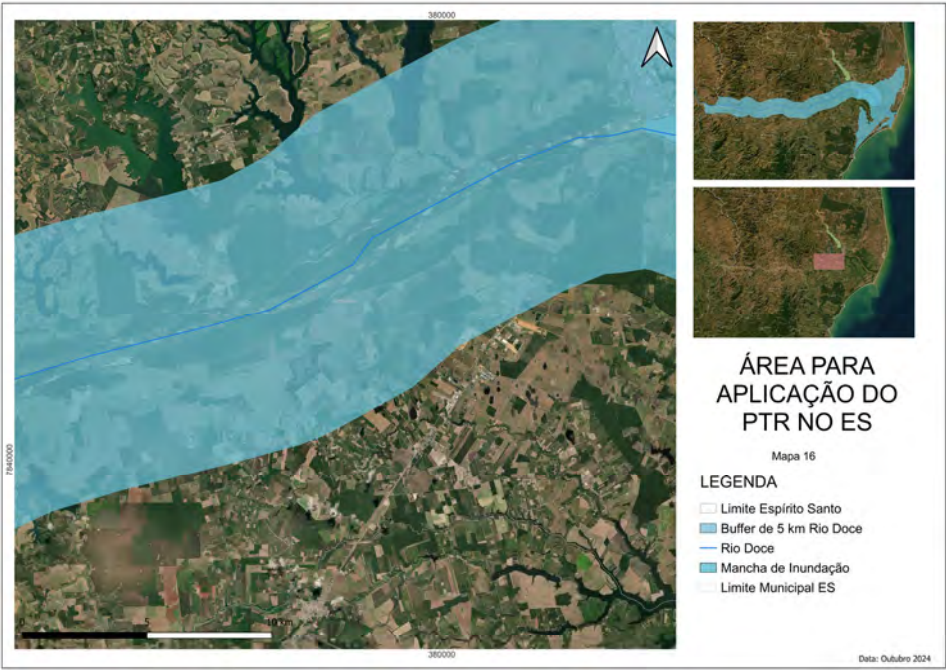 380000
ÁREA PARA
APLICAÇÃO DO
PTR NO ES
Mapa 16
LEGENDA
Limite Espírito Santo
Buffer de 5 km Rio Doce
Rio Doce
Mancha de Inundação
Limite Municipal ES
7840000
0 5 10 km
380000
Data: Outubro 2024